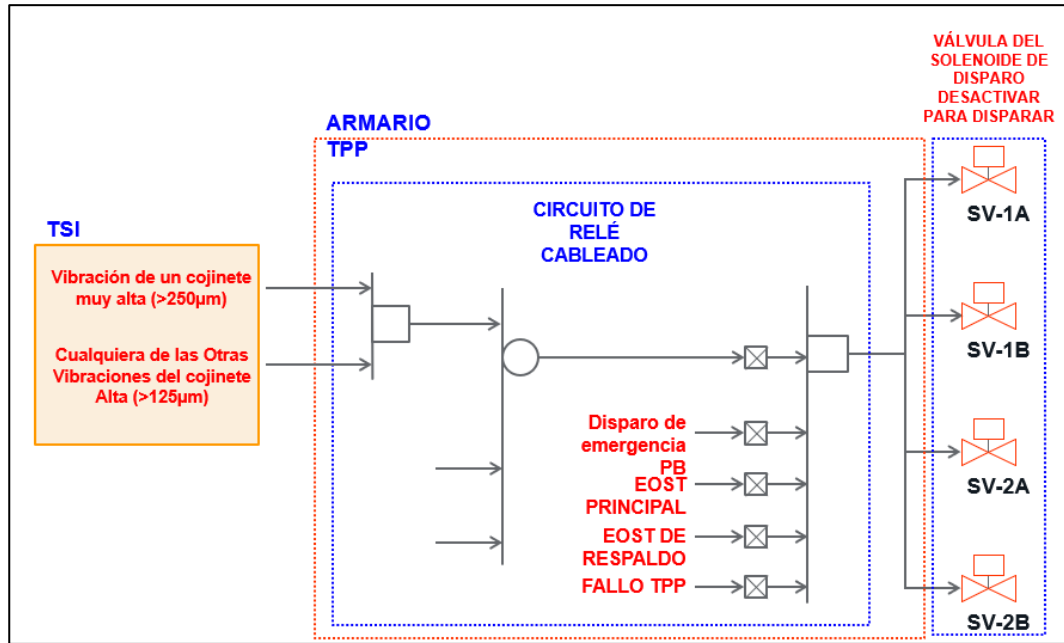 VÁLVULA DEL
SOLENOIDE DE
DISPARO
DESACTIVAR
PARA DISPARAR
ARMARIO
TPP
CIRCUITO DE
RELÉ
CABLEADO
TSI
Vibración de un cojinete
muy alta (>250µm)
Cualquiera de las Otras
Vibraciones del cojinete
Alta (>125µm)
Disparo de
emergencia
PB
EOST
PRINCIPAL
EOST DE
RESPALDO
FALLO TPP
SV-1A
SV-1B
SV-2A
SV-2B